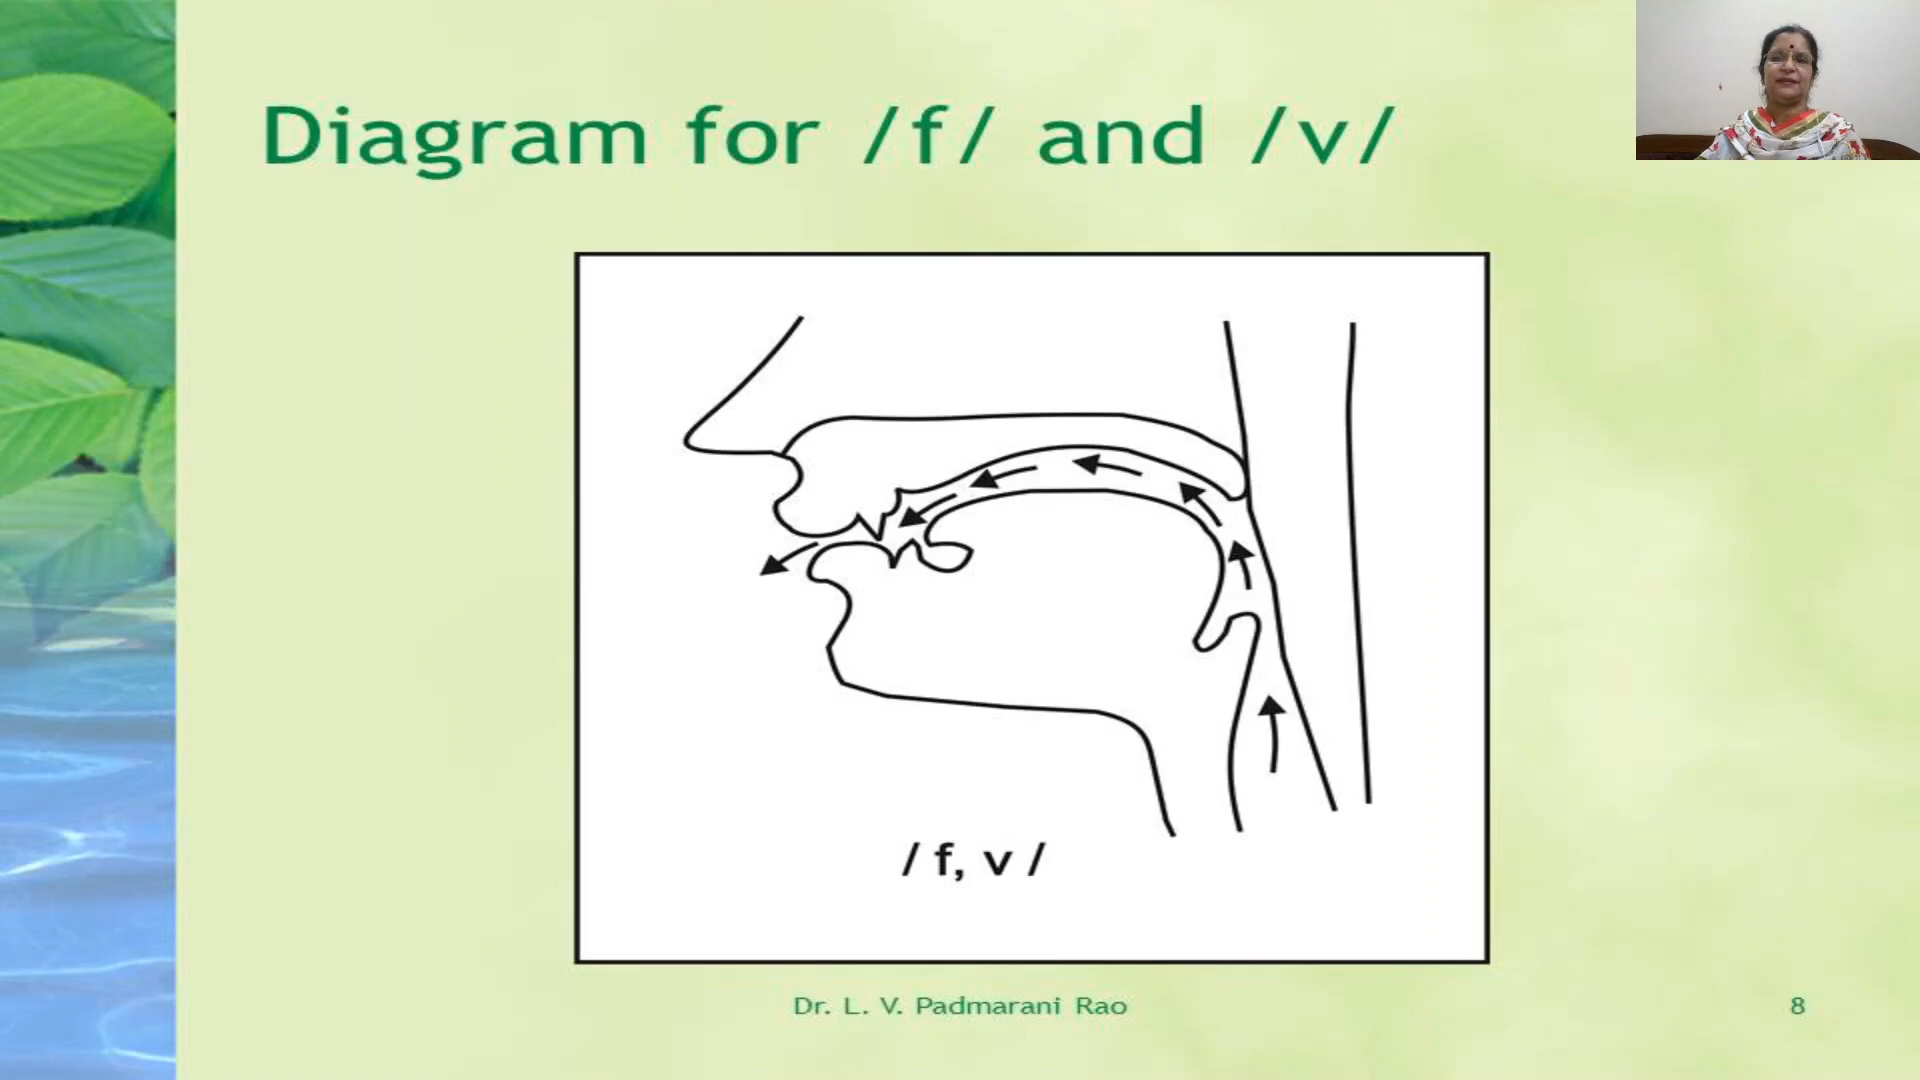 Diagram for /f/ and /v/
/ f, v /
Dr. L. V. Padmarani Rao
8